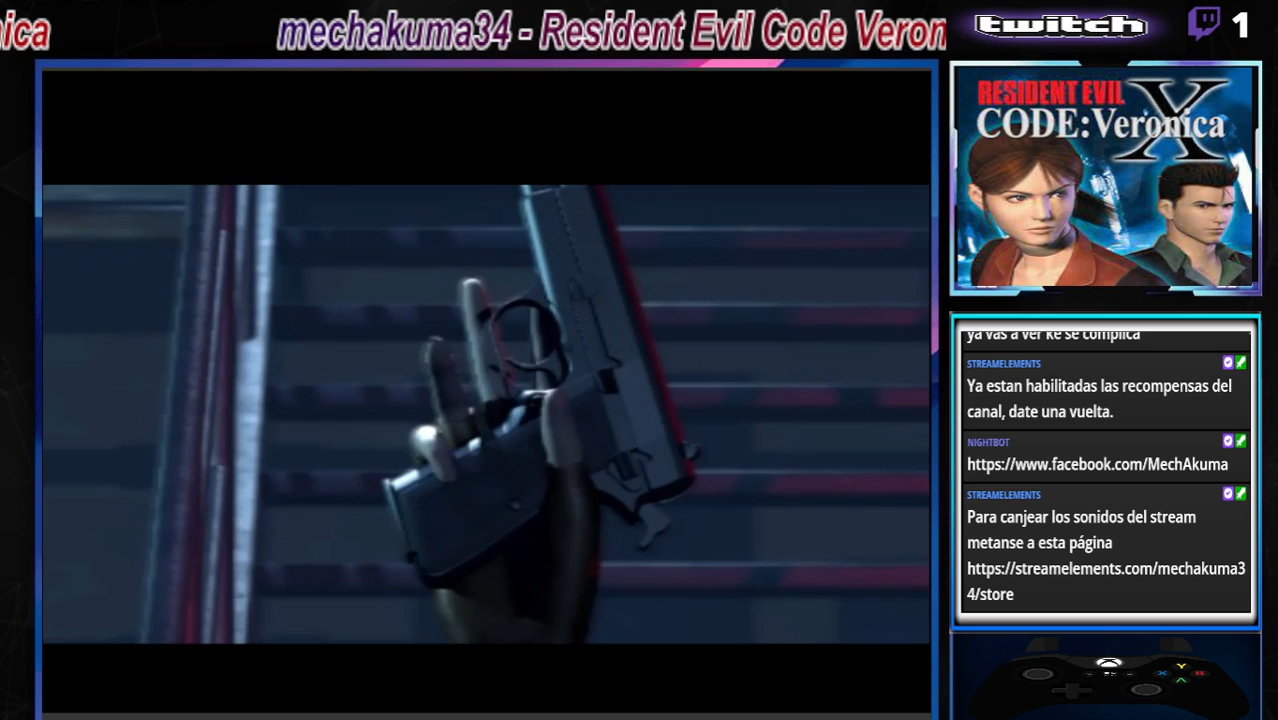 nica mechakuma34 - Resident Evil Code Veron
twitch
1
RESIDENT EVIL
CODE:Veronica X
ya vas a ver ke se complica
STREAMELEMENTS
Ya estan habilitadas las recompensas del
canal, date una vuelta.
NIGHTBOT
https://www.facebook.com/MechAkuma
STREAMELEMENTS
Para canjear los sonidos del stream
metanse a esta página
https://streamelements.com/mechakuma3
4/store
Y
X
B
A